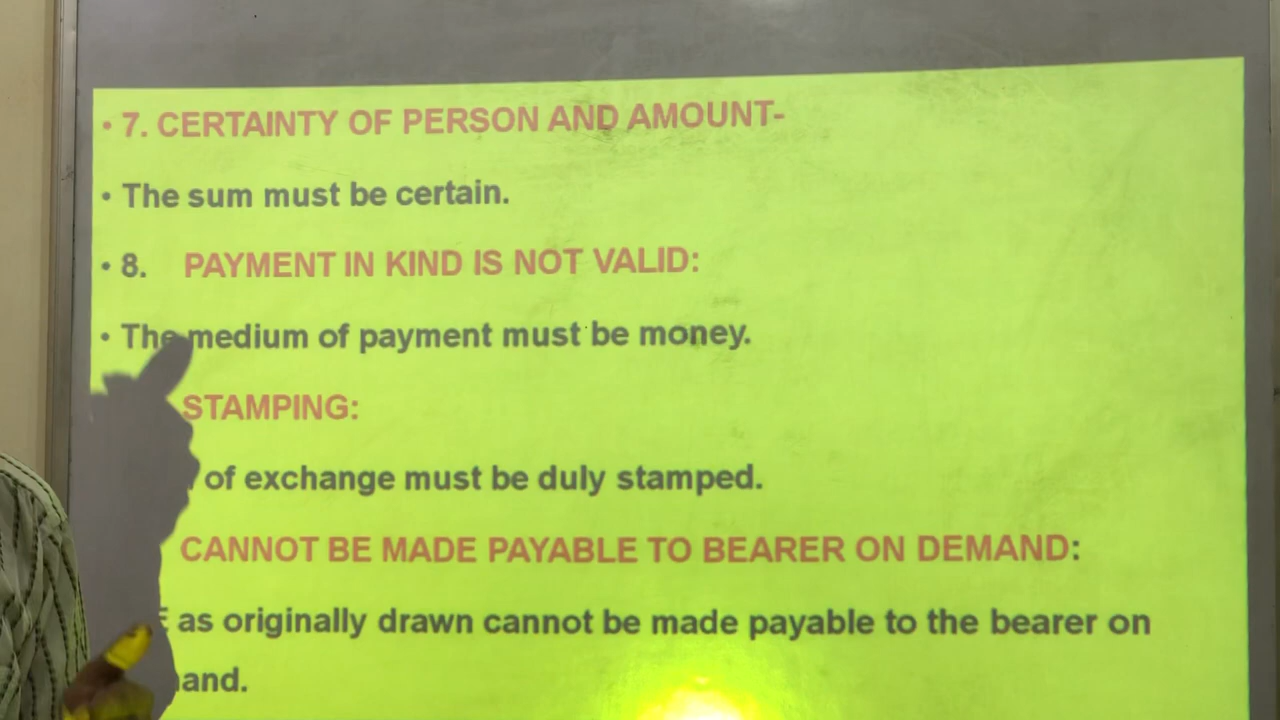 • 7. CERTAINTY OF PERSON AND AMOUNT-
• The sum must be certain.
• 8. PAYMENT IN KIND IS NOT VALID:
• The medium of payment must be money.
STAMPING:
of exchange must be duly stamped.
CANNOT BE MADE PAYABLE TO BEARER ON DEMAND:
as originally drawn cannot be made payable to the bearer on